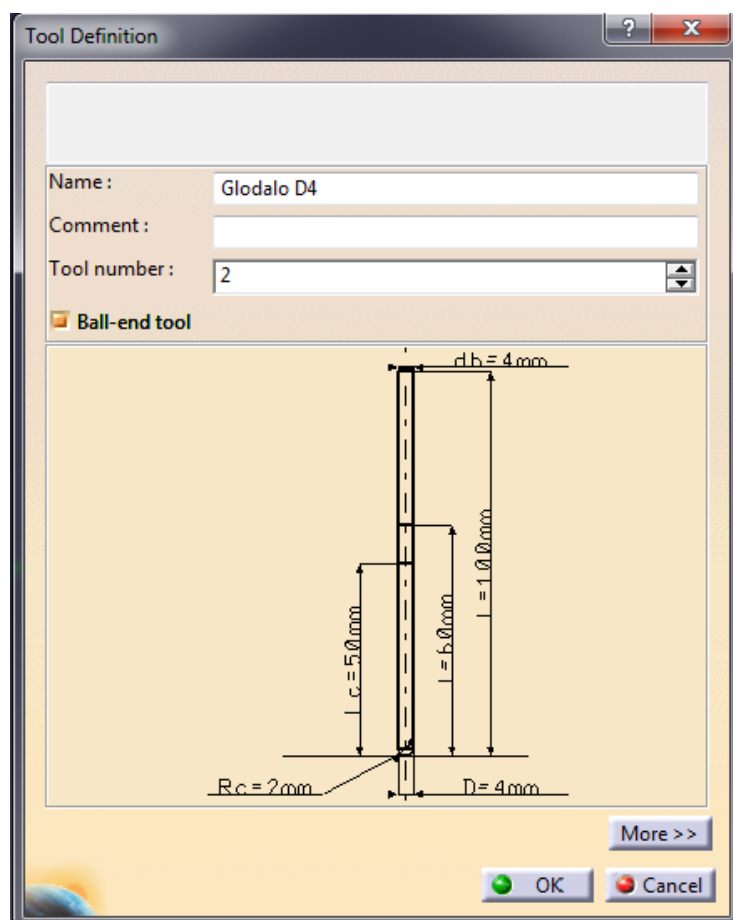 Tool Definition
?
X
Name :
Glodalo D4
Comment :
Tool number :
2
Ball-end tool
db=4mm
L=100mm
l=60mm
Lc=50mm
Rc=2mm
D=4mm
More >>
OK
Cancel